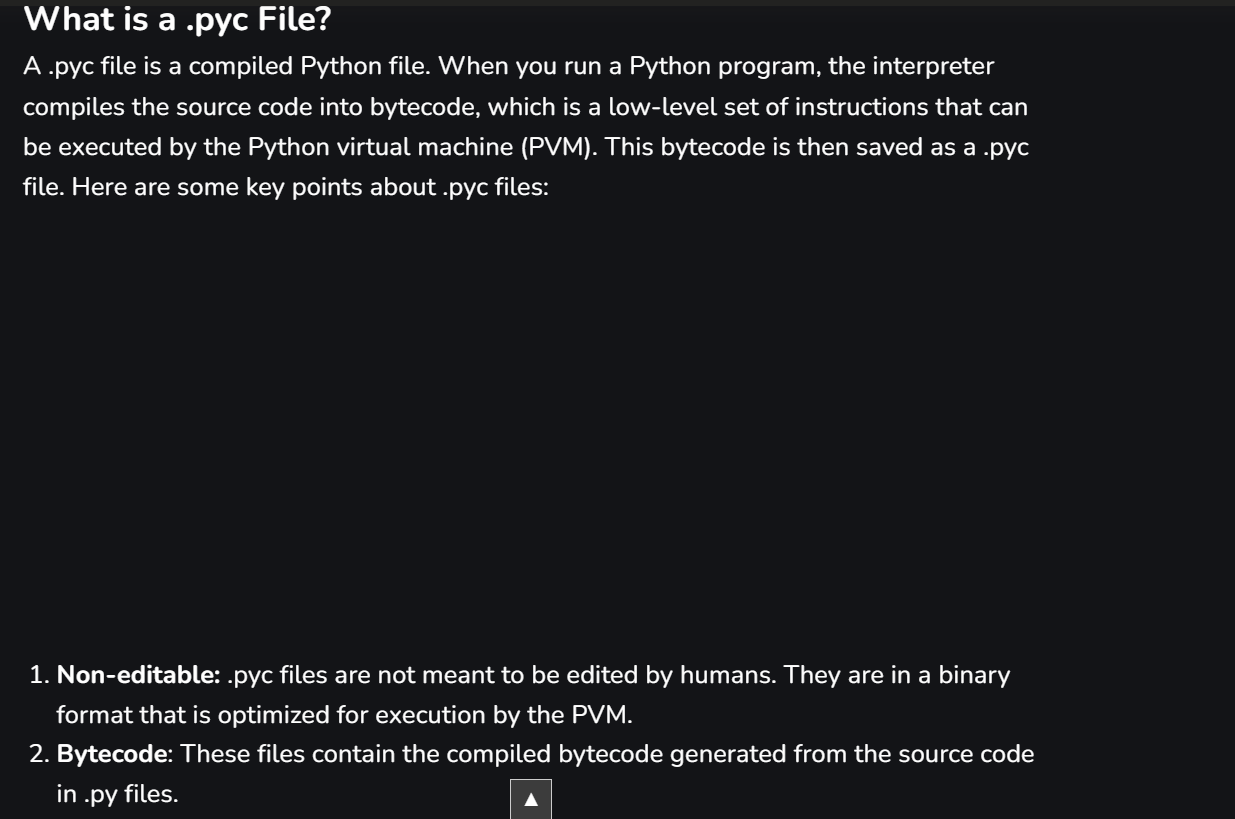 What is a .pyc File?
A .pyc file is a compiled Python file. When you run a Python program, the interpreter
compiles the source code into bytecode, which is a low-level set of instructions that can
be executed by the Python virtual machine (PVM). This bytecode is then saved as a .pyc
file. Here are some key points about .pyc files:
1. Non-editable: .pyc files are not meant to be edited by humans. They are in a binary
format that is optimized for execution by the PVM.
2. Bytecode: These files contain the compiled bytecode generated from the source code
in .py files.